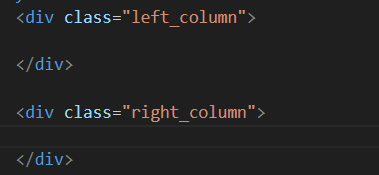 <div class="left_column">
</div>
<div class="right_column">
</div>